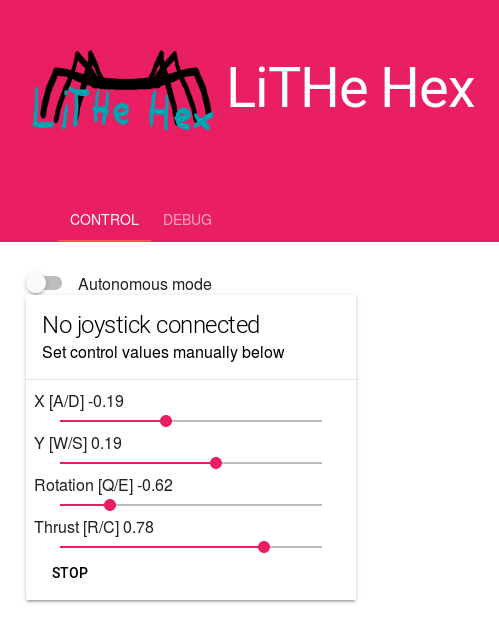 LiTHe Hex
LiTHe Hex
CONTROL
DEBUG
Autonomous mode
No joystick connected
Set control values manually below
X [A/D] -0.19
Y [W/S] 0.19
Rotation [Q/E] -0.62
Thrust [R/C] 0.78
STOP